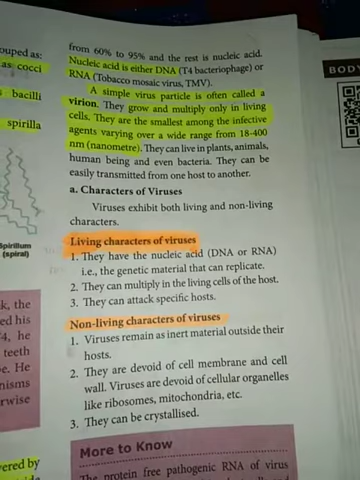 ouped as:
as cocci
bacilli
spirilla
Spirillum
(spiral)
k, the
ed his
4, he
teeth
e. He
nisms
rwise
vered by
from 60% to 95% and the rest is nucleic acid.
Nucleic acid is either DNA (T4 bacteriophage) or
RNA (Tobacco mosaic virus, TMV).
A simple virus particle is often called a
virion. They grow and multiply only in living
cells. They are the smallest among the infective
agents varying over a wide range from 18-400
nm (nanometre). They can live in plants, animals,
human being and even bacteria. They can be
easily transmitted from one host to another.
a. Characters of Viruses
Viruses exhibit both living and non-living
characters.
Living characters of viruses
1. They have the nucleic acid (DNA or RNA)
i.e., the genetic material that can replicate.
2. They can multiply in the living cells of the host.
3. They can attack specific hosts.
Non-living characters of viruses
1. Viruses remain as inert material outside their
hosts.
2. They are devoid of cell membrane and cell
wall. Viruses are devoid of cellular organelles
like ribosomes, mitochondria, etc.
3. They can be crystallised.
More to Know
The protein free pathogenic RNA of virus
BODY